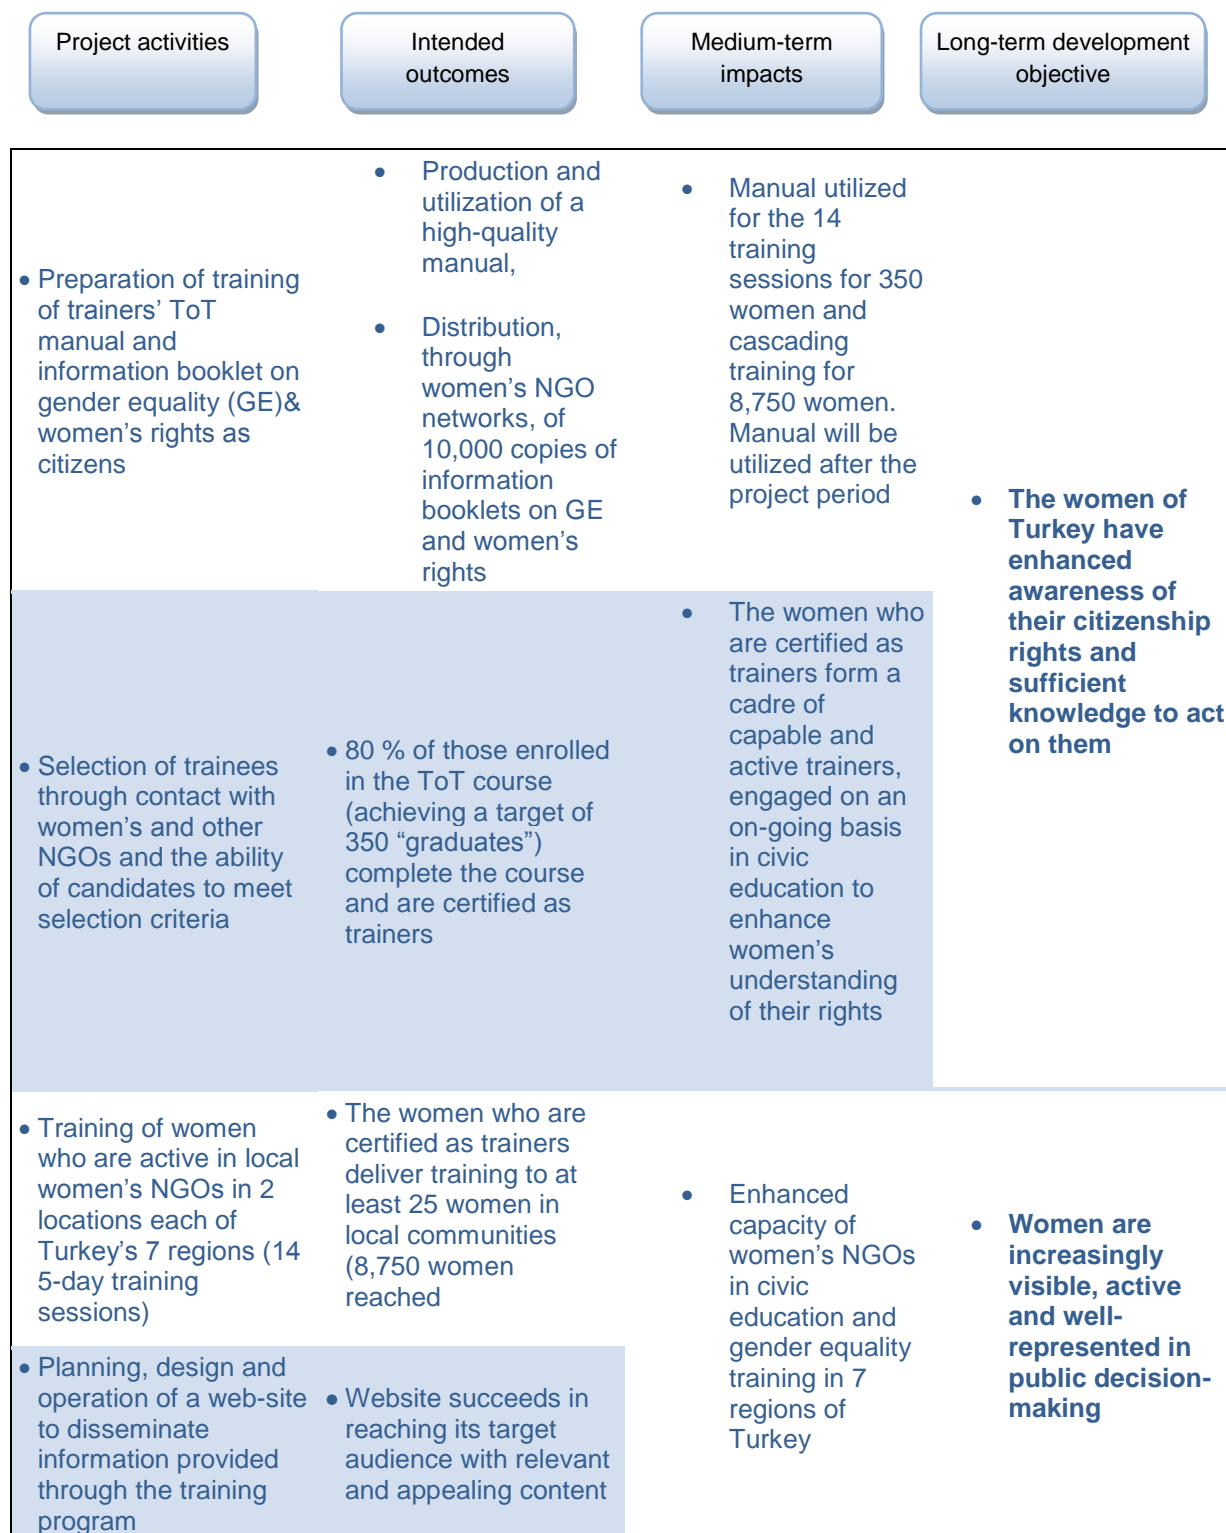 Project activities
Intended
outcomes
Medium-term
impacts
Long-term development
objective
• Preparation of training
of trainers’ ToT
manual and
information booklet on
gender equality (GE)&
women’s rights as
citizens
• Production and
utilization of a
high-quality
manual,
• Distribution,
through
women’s NGO
networks, of
10,000 copies of
information
booklets on GE
and women’s
rights
• Manual utilized
for the 14
training
sessions for 350
women and
cascading
training for
8,750 women.
Manual will be
utilized after the
project period
• The women of
Turkey have
enhanced
awareness of
their citizenship
rights and
sufficient
knowledge to act
on them
• Selection of trainees
through contact with
women’s and other
NGOs and the ability
of candidates to meet
selection criteria
• 80 % of those enrolled
in the ToT course
(achieving a target of
350 “graduates”)
complete the course
and are certified as
trainers
• The women who
are certified as
trainers form a
cadre of
capable and
active trainers,
engaged on an
on-going basis
in civic
education to
enhance
women’s
understanding
of their rights
• Training of women
who are active in local
women’s NGOs in 2
locations each of
Turkey’s 7 regions (14
5-day training
sessions)
• The women who are
certified as trainers
deliver training to at
least 25 women in
local communities
(8,750 women
reached
• Enhanced
capacity of
women’s NGOs
in civic
education and
gender equality
training in 7
regions of
Turkey
• Women are
increasingly
visible, active
and well-
represented in
public decision-
making
• Planning, design and
operation of a web-site
to disseminate
information provided
through the training
program
• Website succeeds in
reaching its target
audience with relevant
and appealing content